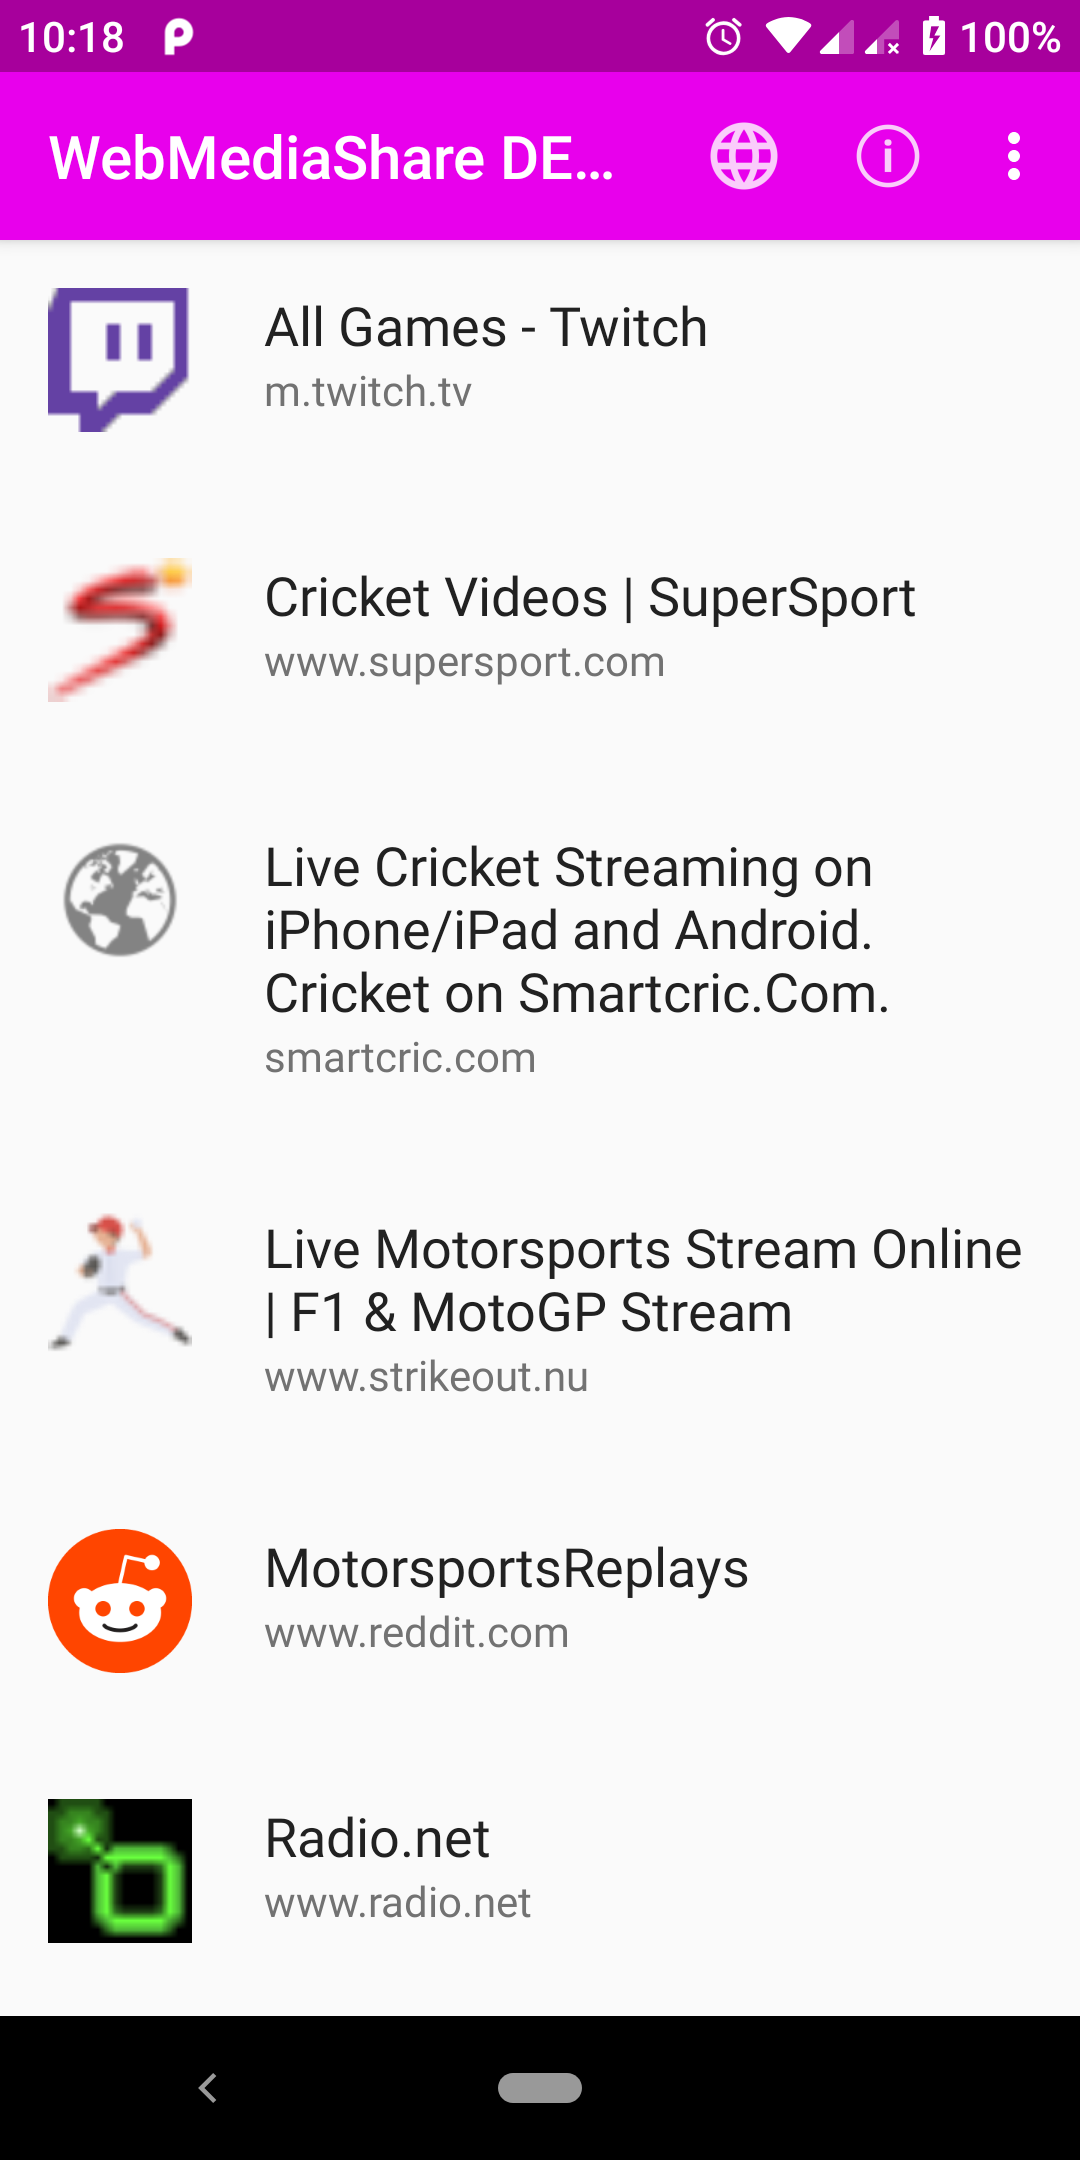 10:18
100%
WebMediaShare DE...
All Games - Twitch
m.twitch.tv
Cricket Videos | SuperSport
www.supersport.com
Live Cricket Streaming on
iPhone/iPad and Android.
Cricket on Smartcric.Com.
smartcric.com
Live Motorsports Stream Online
| F1 & MotoGP Stream
www.strikeout.nu
MotorsportsReplays
www.reddit.com
Radio.net
www.radio.net